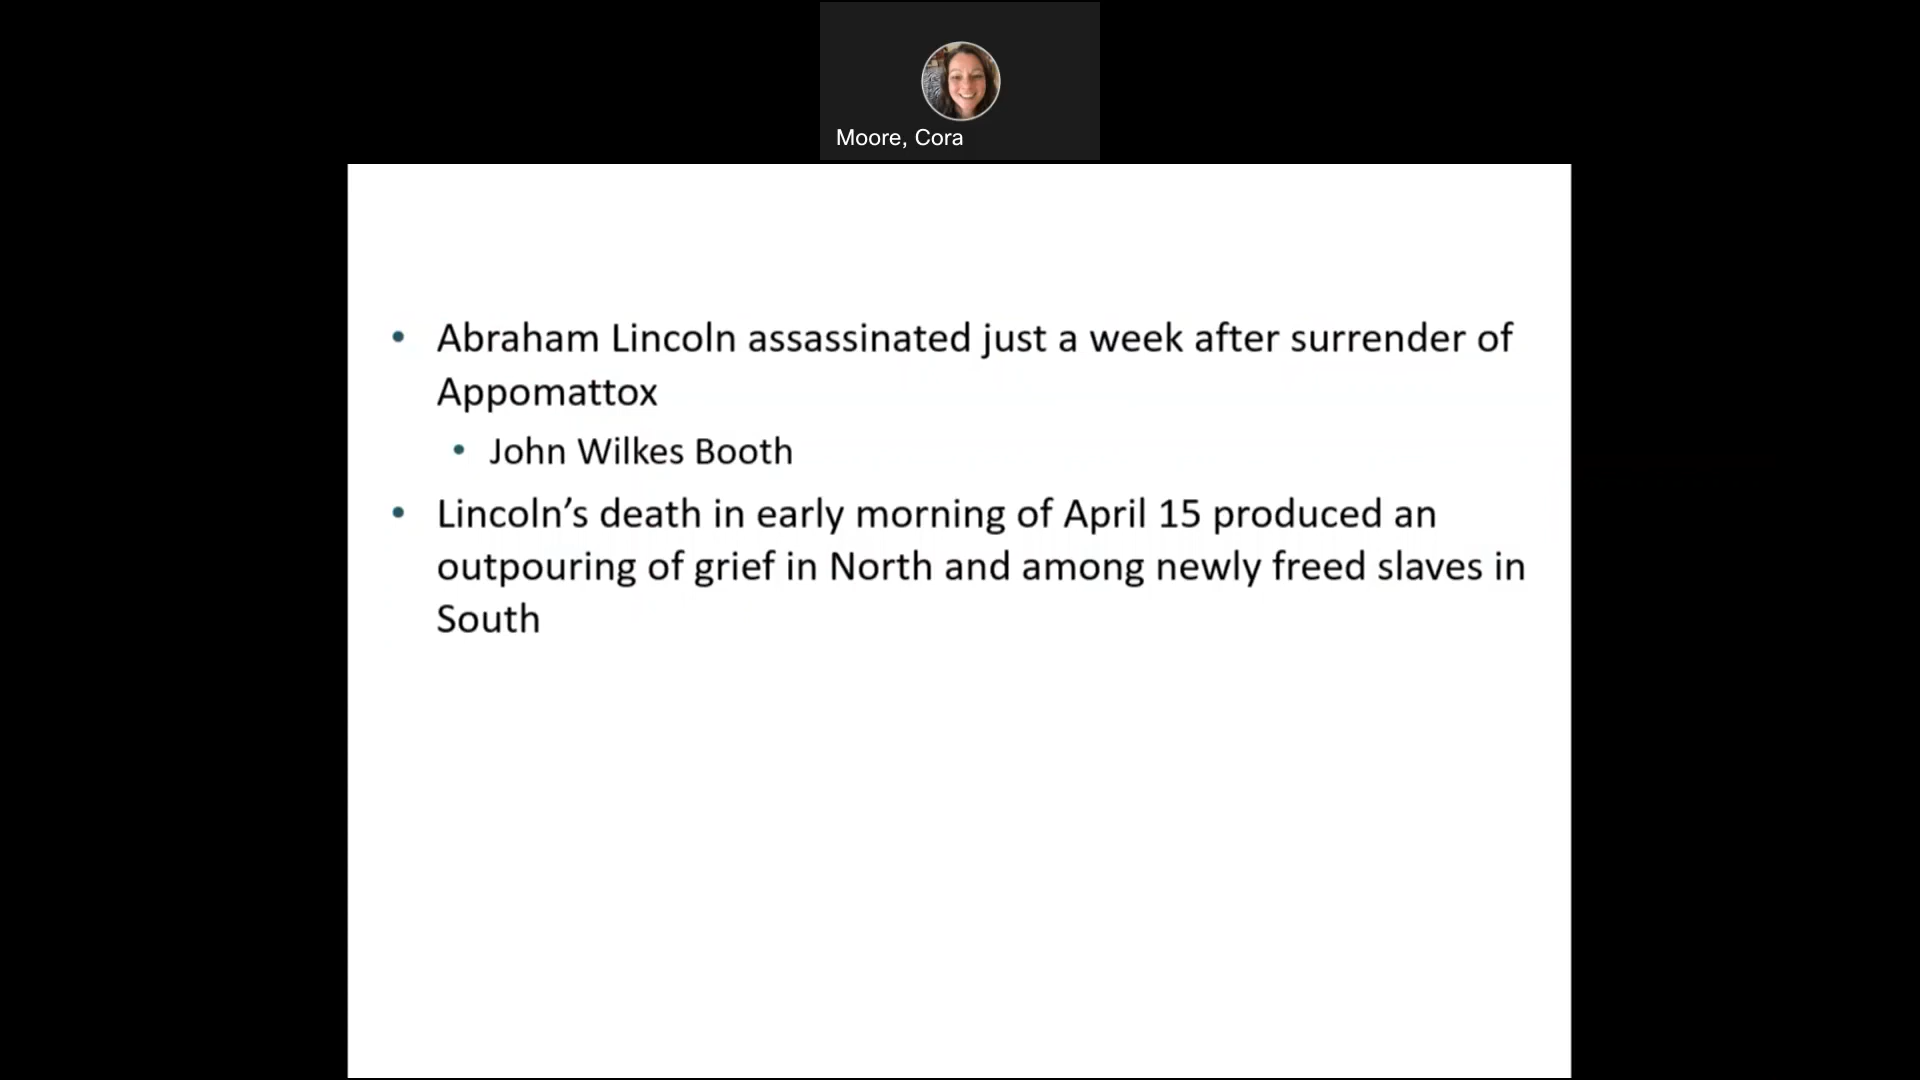 Moore, Cora
• Abraham Lincoln assassinated just a week after surrender of
Appomattox
• John Wilkes Booth
• Lincoln’s death in early morning of April 15 produced an
outpouring of grief in North and among newly freed slaves in
South